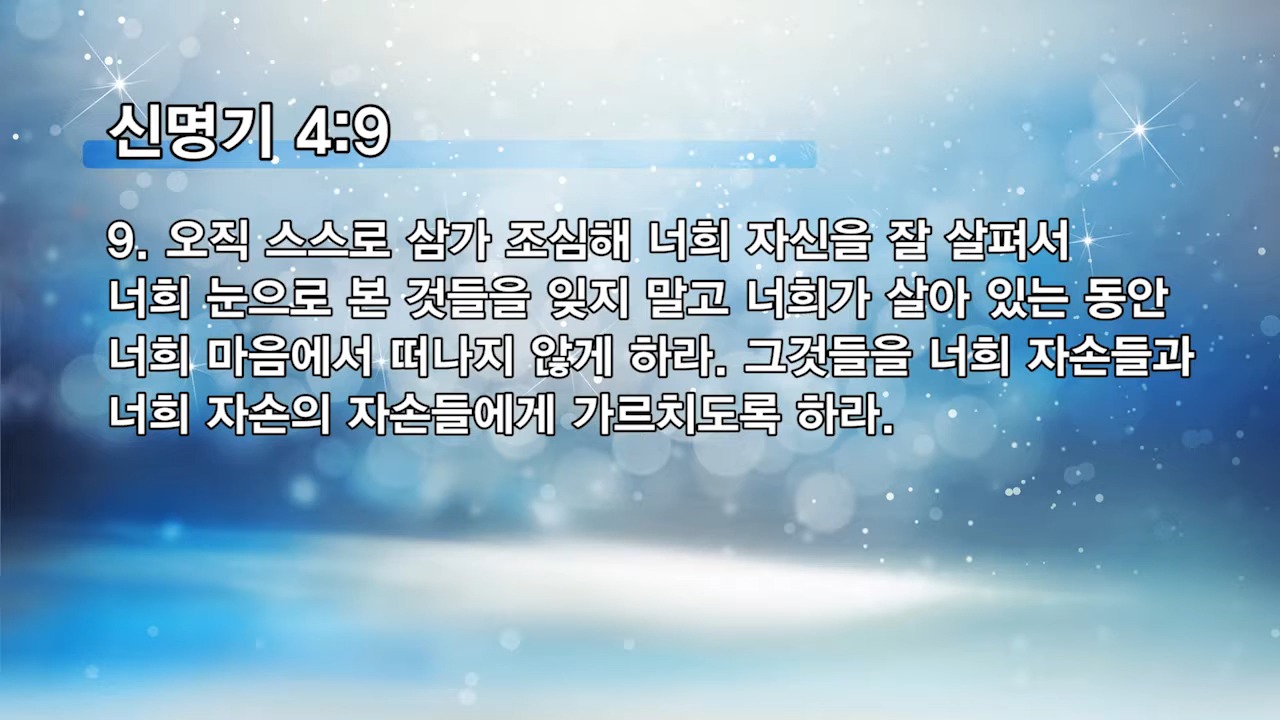 신명기 4:9
9. 오직 스스로 삼가 조심해 너희 자신을 잘 살펴서
너희 눈으로 본 것들을 잊지 말고 너희가 살아 있는 동안
너희 마음에서 떠나지 않게 하라. 그것들을 너희 자손들과
너희 자손의 자손들에게 가르치도록 하라.